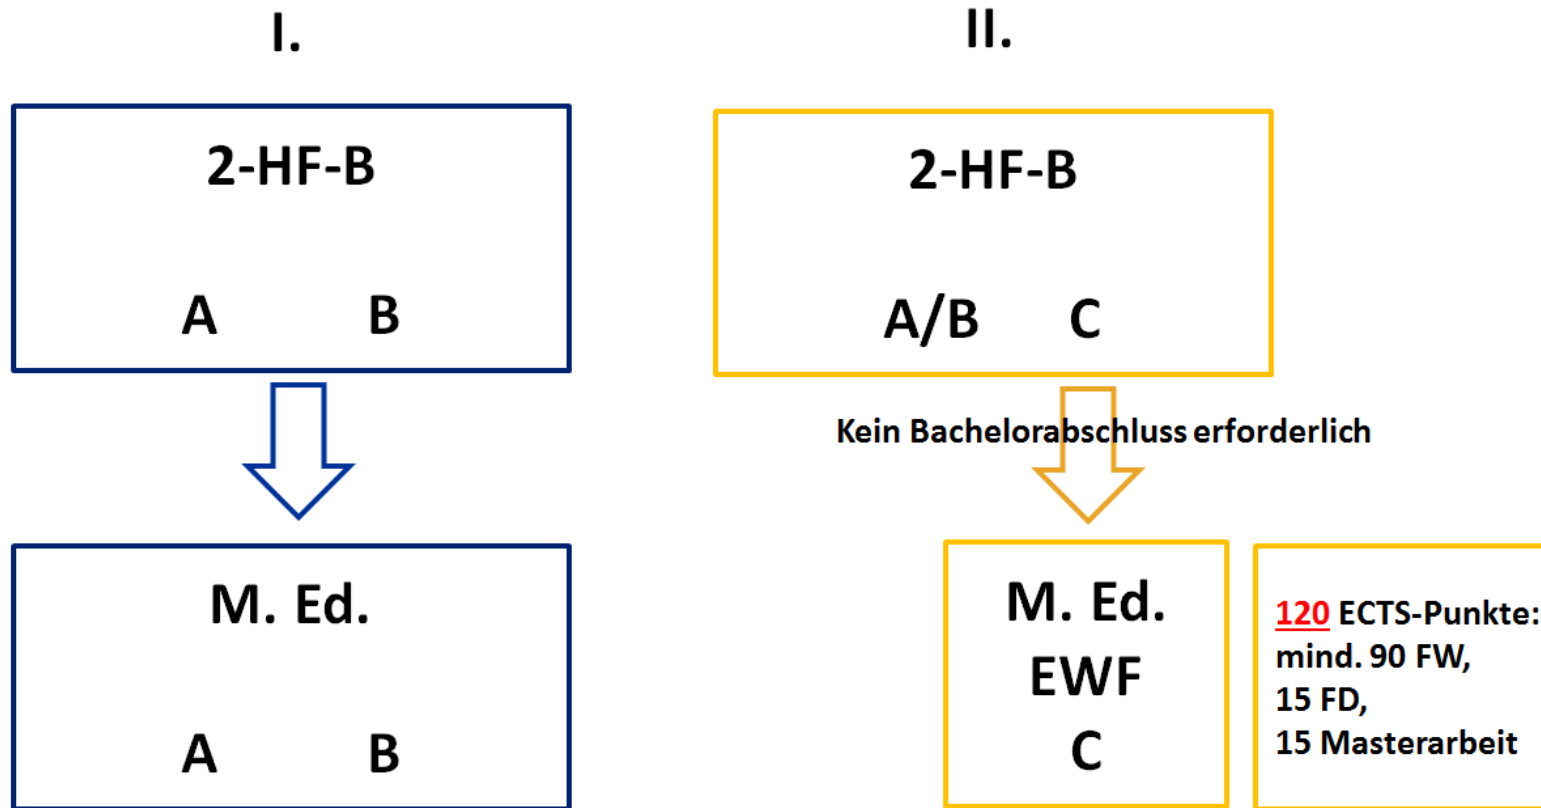 I.
2-HF-B
A B
M. Ed.
A B
II.
2-HF-B
A/B C
Kein Bachelorabschluss erforderlich
M. Ed.
EWF
C
120 ECTS-Punkte:
mind. 90 FW,
15 FD,
15 Masterarbeit